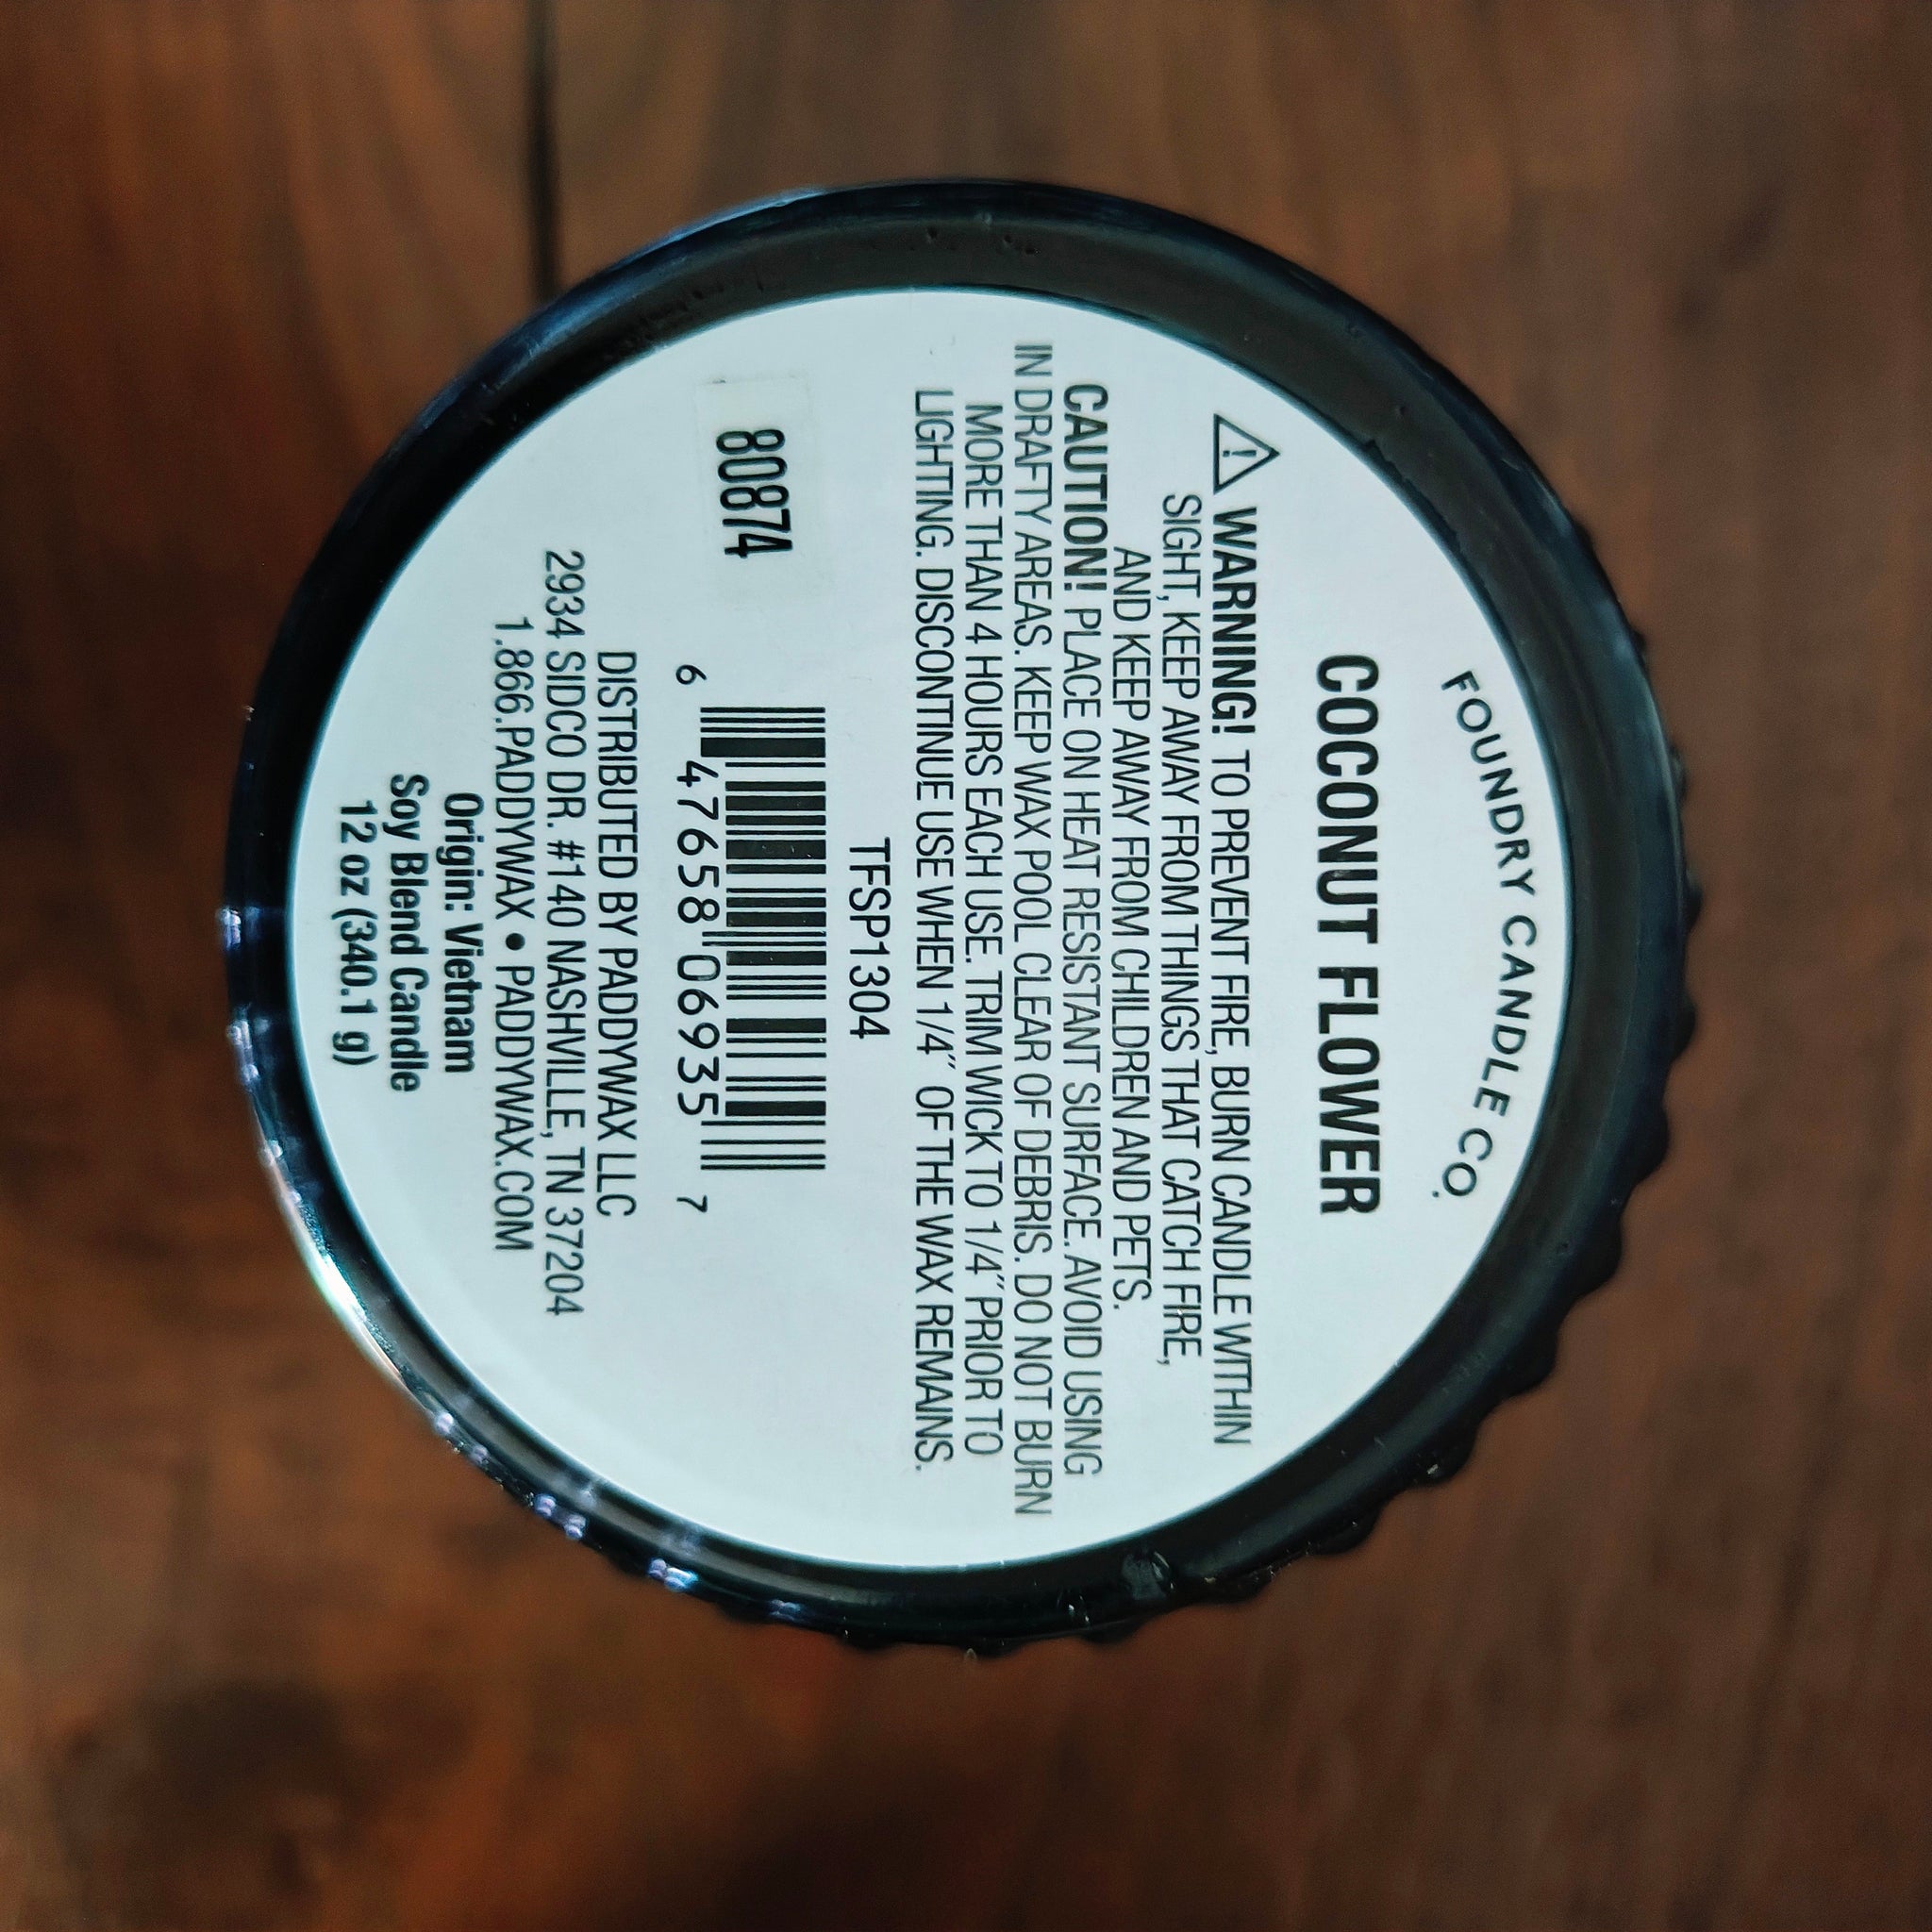 FOUNDRY CANDLE CO.
COCONUT FLOWER
WARNING! TO PREVENT FIRE, BURN CANDLE WITHIN
SIGHT, KEEP AWAY FROM THINGS THAT CATCH FIRE,
AND KEEP AWAY FROM CHILDREN AND PETS.
CAUTION! PLACE ON HEAT RESISTANT SURFACE. AVOID USING
IN DRAFTY AREAS. KEEP WAX POOL CLEAR OF DEBRIS. DO NOT BURN
MORE THAN 4 HOURS EACH USE. TRIM WICK TO 1/4″ PRIOR TO
LIGHTING. DISCONTINUE USE WHEN 1/4″ OF THE WAX REMAINS.
TFSP1304
80874
6 47658 06935 7
DISTRIBUTED BY PADDYWAX LLC
2934 SIDCO DR. #140 NASHVILLE, TN 37204
1.866.PADDYWAX • PADDYWAX.COM
Origin: Vietnam
Soy Blend Candle
12 oz (340.1 g)